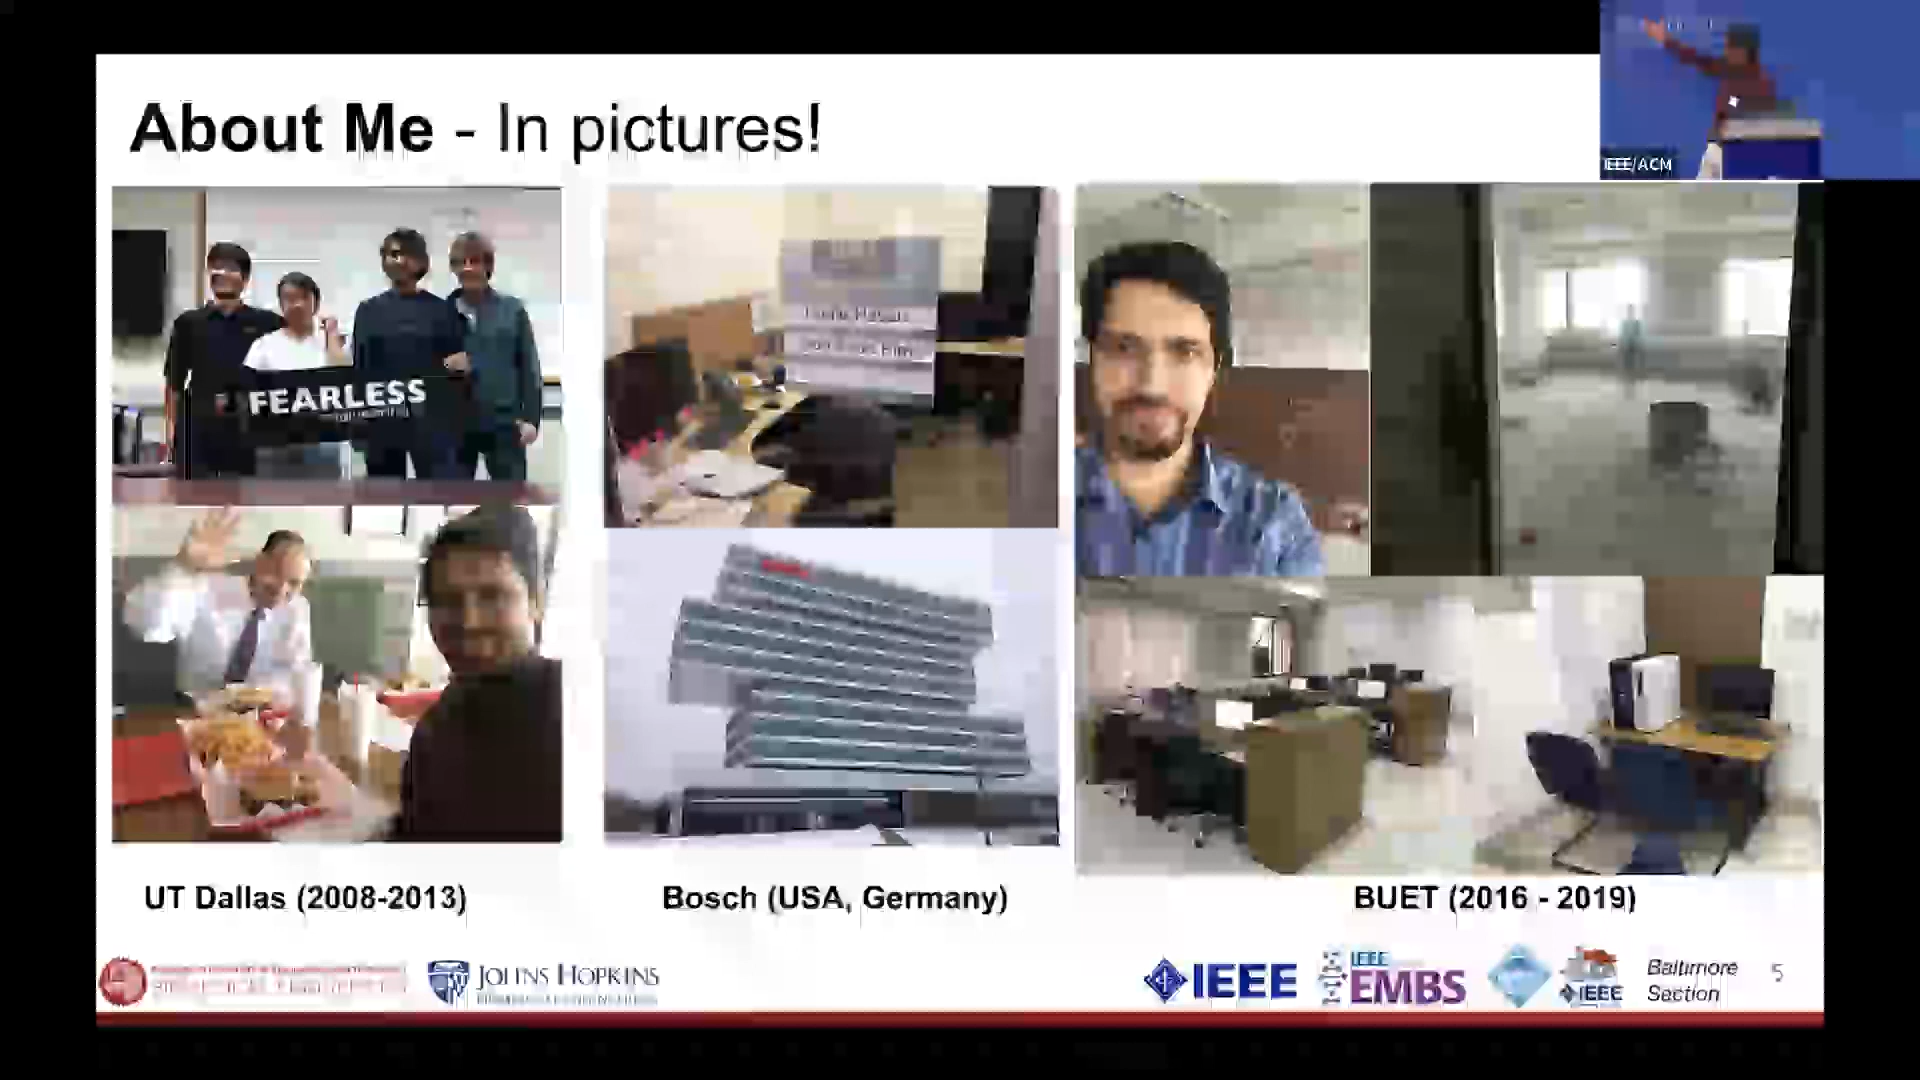 About Me - In pictures!
IEEE/ACM
FEARLESS
UT Dallas (2008-2013)
Bosch (USA, Germany)
BUET (2016 - 2019)
JOHNS HOPKINS
IEEE
IEEE
EMBS
IEEE
Baltimore
Section
5